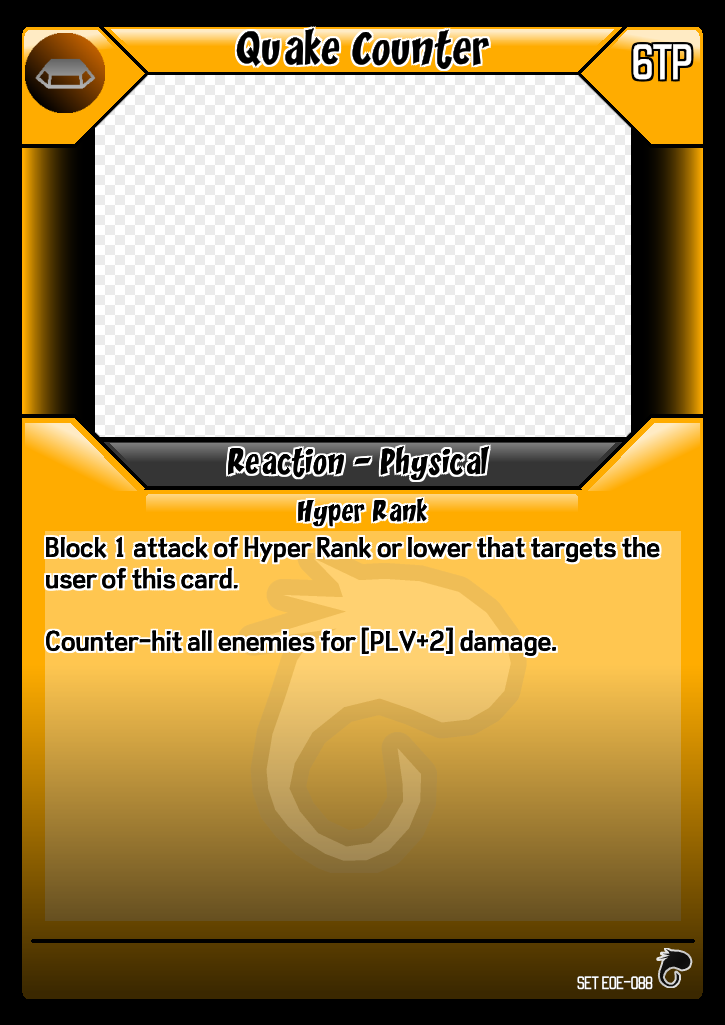 Quake Counter
6TP
Reaction - Physical
Hyper Rank
Block 1 attack of Hyper Rank or lower that targets the
user of this card.
Counter-hit all enemies for [PLV+2] damage.
SET EOE-088